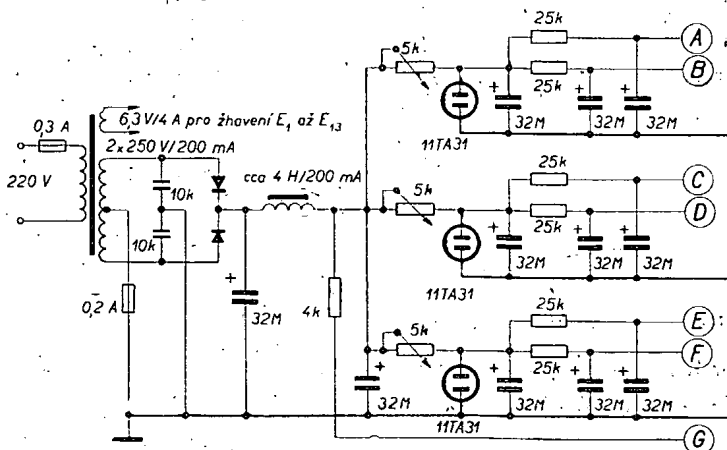 25k
A
5k
25k
B
+
+
+
32M
32M
32M
11TA31
6,3 V/4 A pro žhavení E1 až E13
0,3 A
2x250 V/200 mA
220 V
10k
10k
cca 4 H/200 mA
25k
C
5k
25k
D
+
+
+
32M
32M
32M
11TA31
0,2 A
+
32M
4k
25k
E
5k
25k
F
+
+
+
+
32M
32M
32M
32M
11TA31
G